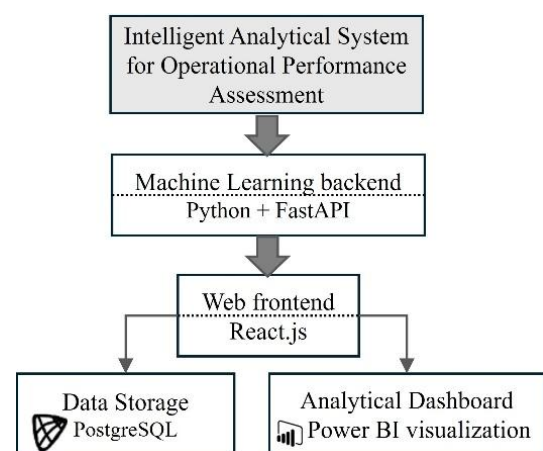 Intelligent Analytical System
for Operational Performance
Assessment
Machine Learning backend
Python + FastAPI
Web frontend
React.js
Data Storage
PostgreSQL
Analytical Dashboard
Power BI visualization